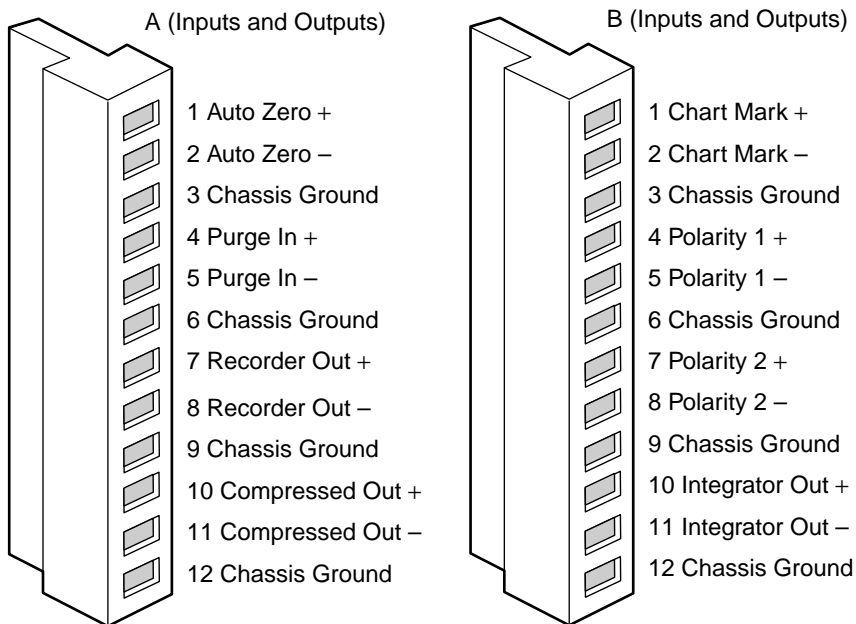 A (Inputs and Outputs)
1 Auto Zero +
2 Auto Zero –
3 Chassis Ground
4 Purge In +
5 Purge In –
6 Chassis Ground
7 Recorder Out +
8 Recorder Out –
9 Chassis Ground
10 Compressed Out +
11 Compressed Out –
12 Chassis Ground
B (Inputs and Outputs)
1 Chart Mark +
2 Chart Mark –
3 Chassis Ground
4 Polarity 1 +
5 Polarity 1 –
6 Chassis Ground
7 Polarity 2 +
8 Polarity 2 –
9 Chassis Ground
10 Integrator Out +
11 Integrator Out –
12 Chassis Ground